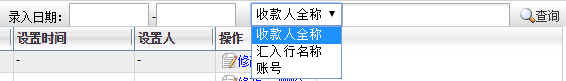 录入日期： - 收款人全称 查询
收款人全称
汇入行名称
账号
设置时间 设置人 操作
- - 修